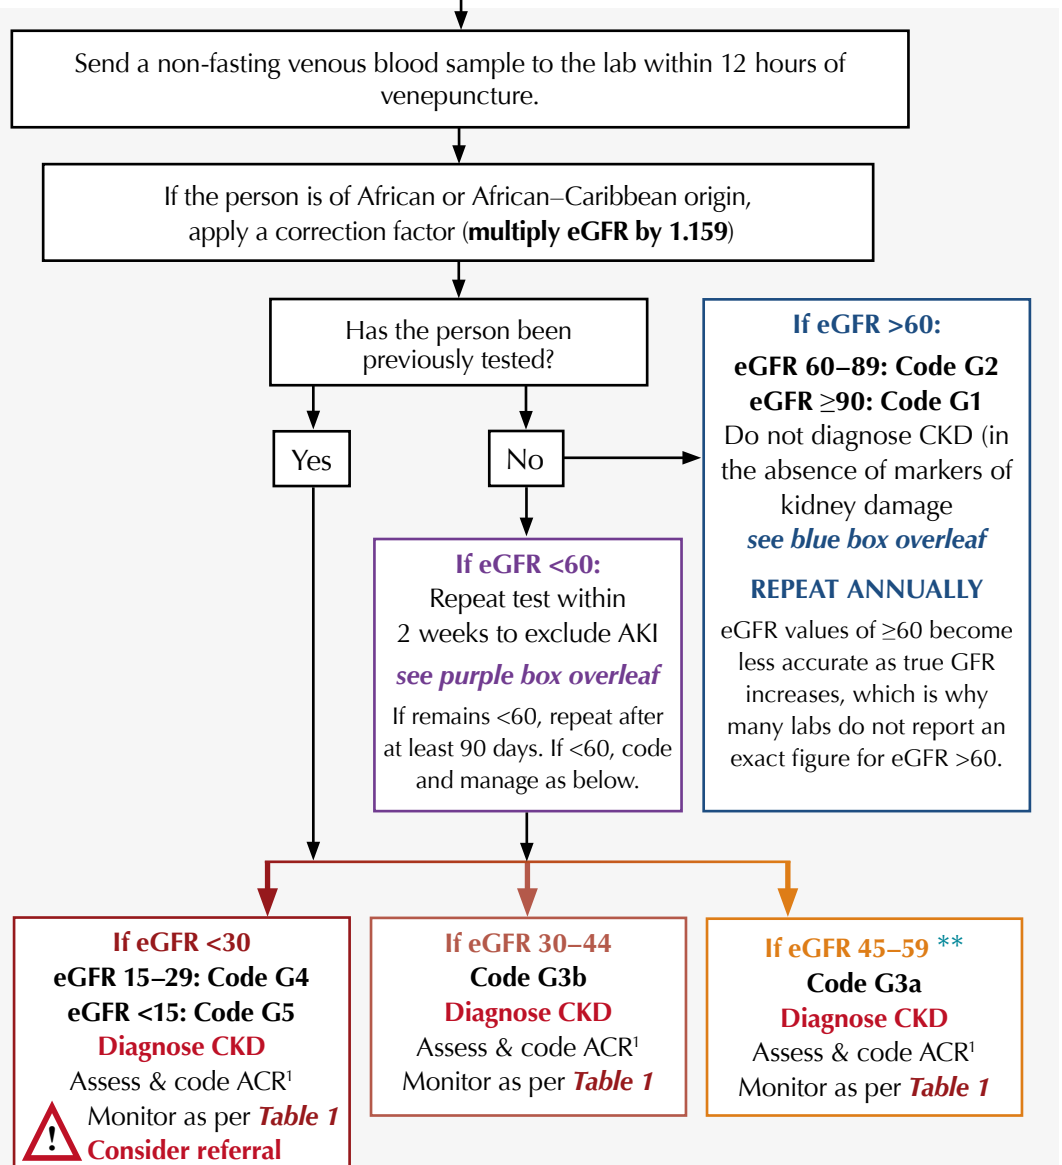 Send a non-fasting venous blood sample to the lab within 12 hours of
venepuncture.
If the person is of African or African–Caribbean origin,
apply a correction factor (multiply eGFR by 1.159)
Has the person been
previously tested?
Yes
No
If eGFR >60:
eGFR 60–89: Code G2
eGFR ≥90: Code G1
Do not diagnose CKD (in
the absence of markers of
kidney damage
see blue box overleaf
REPEAT ANNUALLY
eGFR values of ≥60 become
less accurate as true GFR
increases, which is why
many labs do not report an
exact figure for eGFR >60.
If eGFR <60:
Repeat test within
2 weeks to exclude AKI
see purple box overleaf
If remains <60, repeat after
at least 90 days. If <60, code
and manage as below.
If eGFR <30
eGFR 15–29: Code G4
eGFR <15: Code G5
Diagnose CKD
Assess & code ACR¹
Monitor as per Table 1
! Consider referral
If eGFR 30–44
Code G3b
Diagnose CKD
Assess & code ACR¹
Monitor as per Table 1
If eGFR 45–59 **
Code G3a
Diagnose CKD
Assess & code ACR¹
Monitor as per Table 1